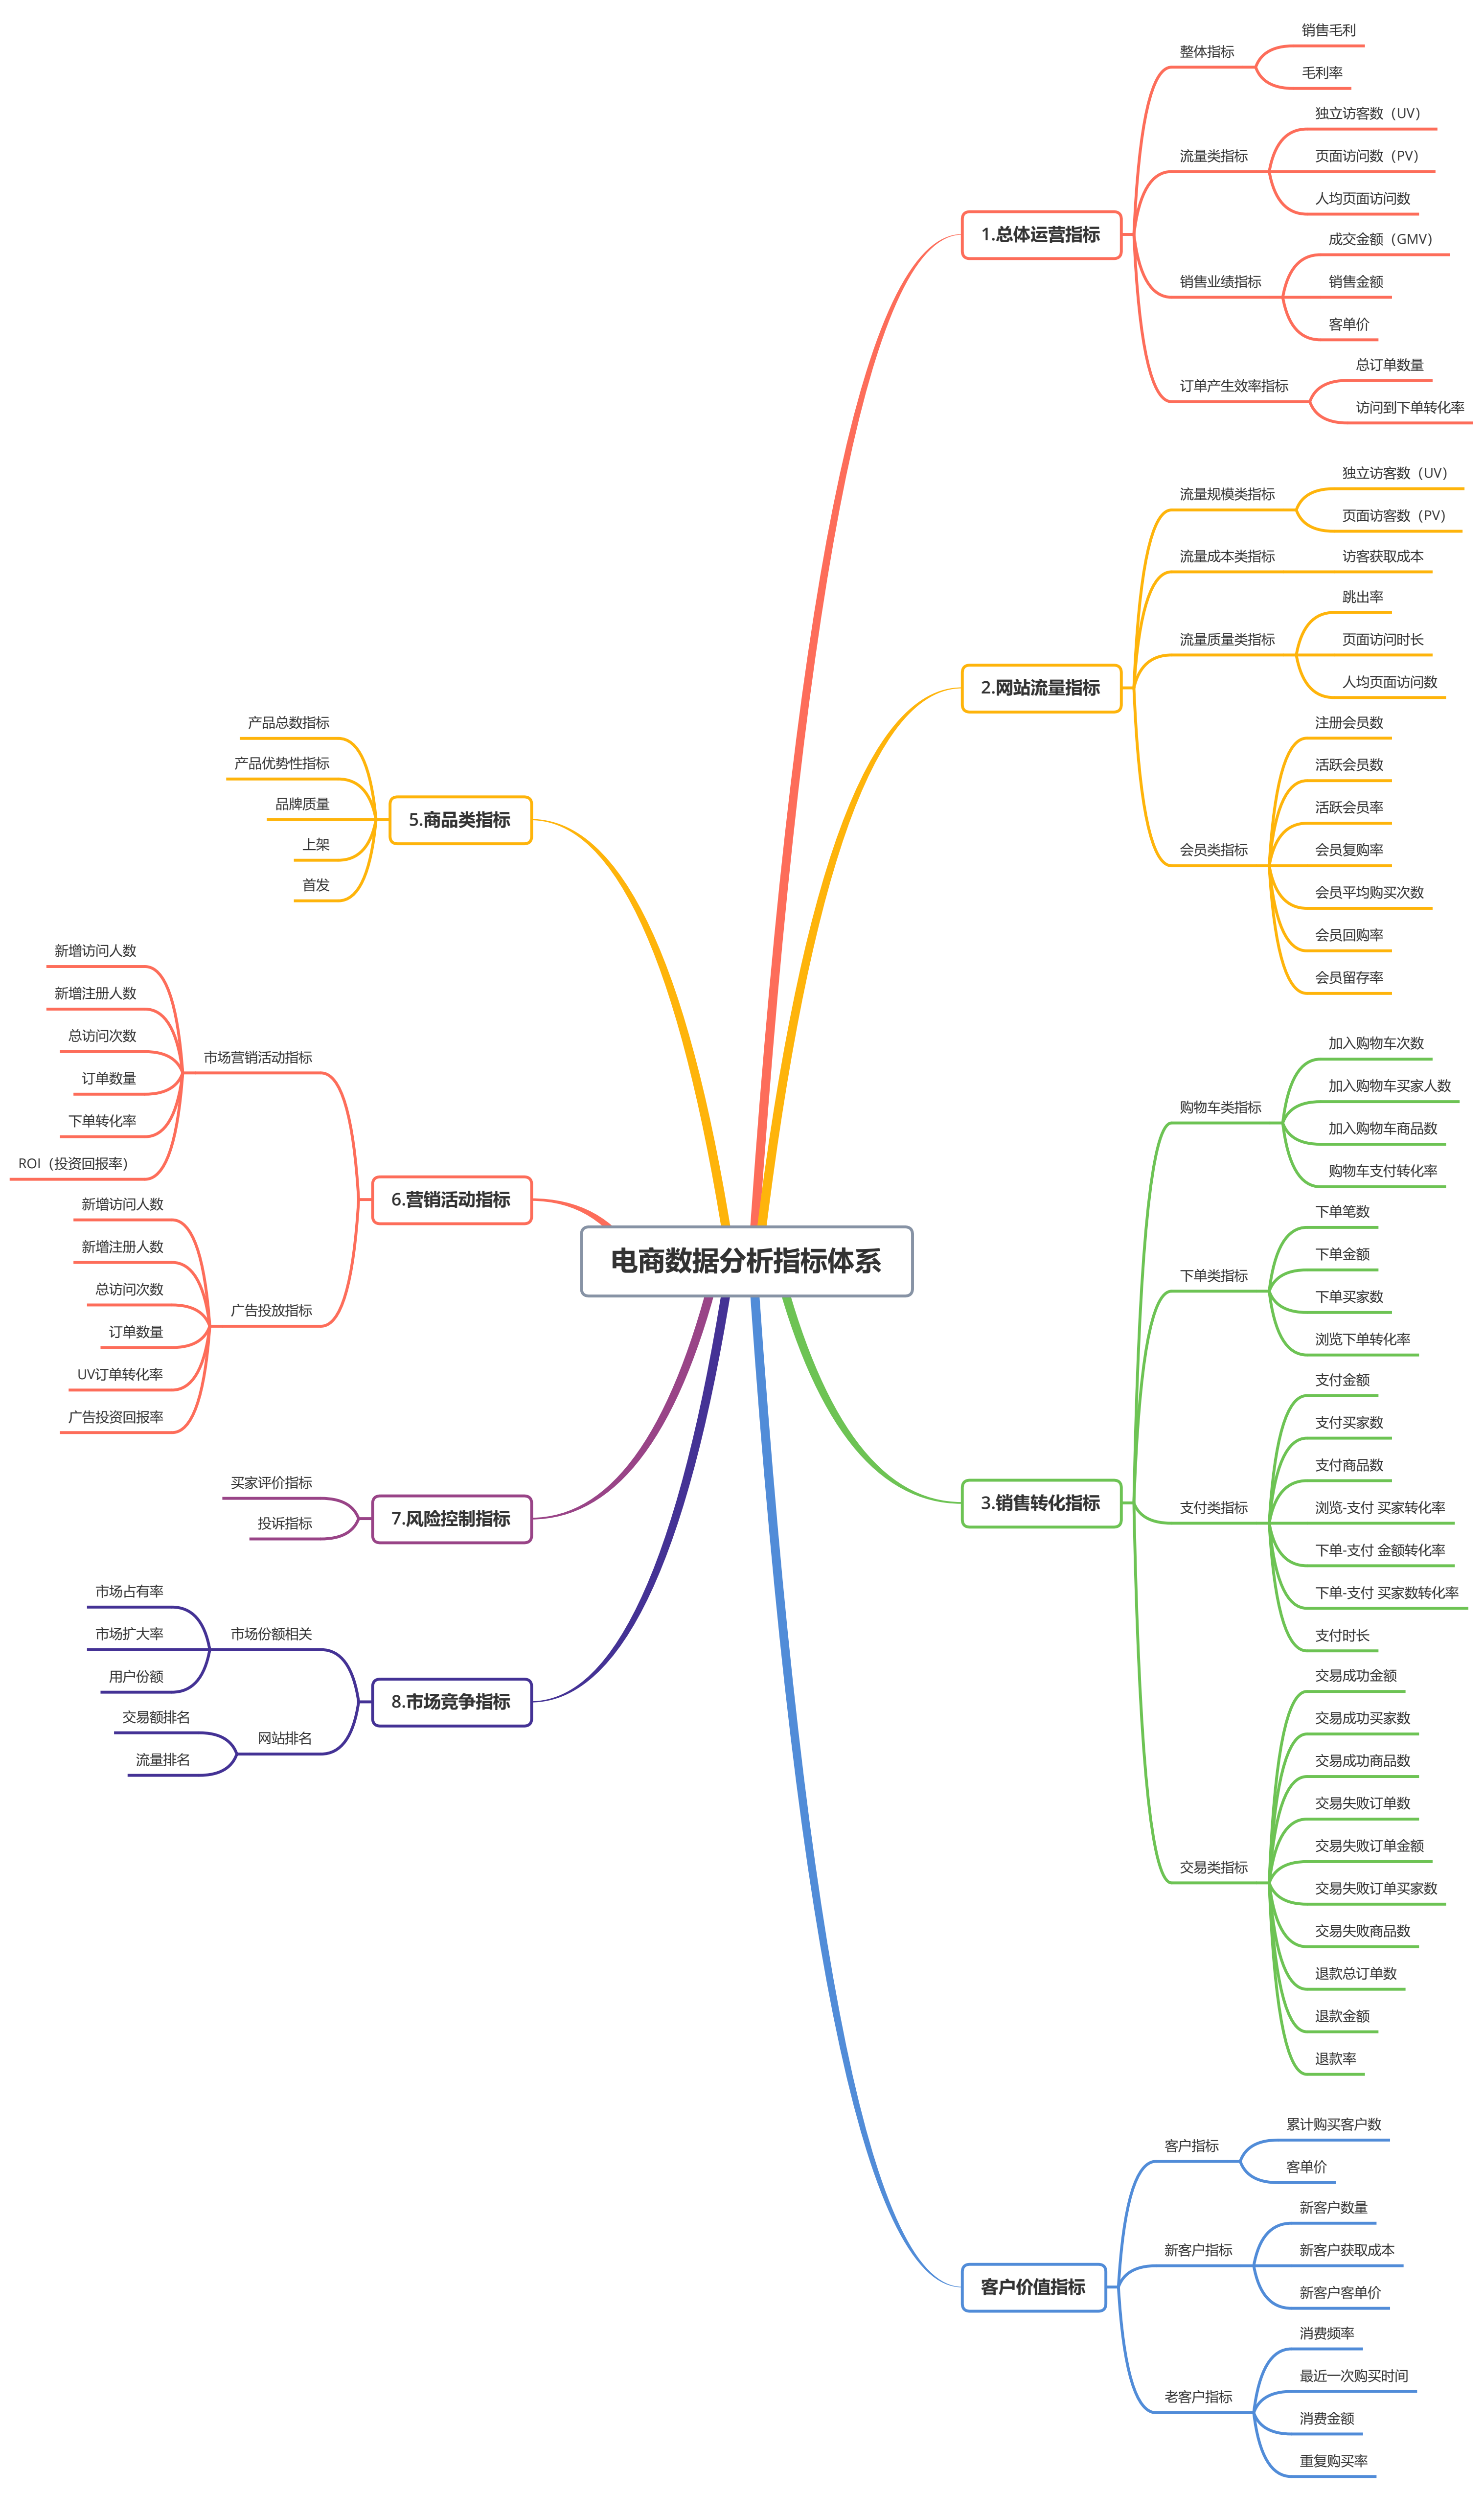 电商数据分析指标体系
1.总体运营指标
整体指标
销售毛利
毛利率
流量类指标
独立访客数（UV）
页面访问数（PV）
人均页面访问数
销售业绩指标
成交金额（GMV）
销售金额
客单价
订单产生效率指标
总订单数量
访问到下单转化率
2.网站流量指标
流量规模类指标
独立访客数（UV）
页面访客数（PV）
流量成本类指标
访客获取成本
流量质量类指标
跳出率
页面访问时长
人均页面访问数
会员类指标
注册会员数
活跃会员数
活跃会员率
会员复购率
会员平均购买次数
会员回购率
会员留存率
3.销售转化指标
购物车类指标
加入购物车次数
加入购物车买家人数
加入购物车商品数
购物车支付转化率
下单类指标
下单笔数
下单金额
下单买家数
浏览下单转化率
支付类指标
支付金额
支付买家数
支付商品数
浏览-支付 买家转化率
下单-支付 金额转化率
下单-支付 买家数转化率
支付时长
交易类指标
交易成功金额
交易成功买家数
交易成功商品数
交易失败订单数
交易失败订单金额
交易失败订单买家数
交易失败商品数
退款总订单数
退款金额
退款率
客户价值指标
客户指标
累计购买客户数
客单价
新客户指标
新客户数量
新客户获取成本
新客户客单价
老客户指标
消费频率
最近一次购买时间
消费金额
重复购买率
5.商品类指标
产品总数指标
产品优势性指标
品牌质量
上架
首发
6.营销活动指标
市场营销活动指标
新增访问人数
新增注册人数
总访问次数
订单数量
下单转化率
ROI（投资回报率）
广告投放指标
新增访问人数
新增注册人数
总访问次数
订单数量
UV订单转化率
广告投资回报率
7.风险控制指标
买家评价指标
投诉指标
8.市场竞争指标
市场份额相关
市场占有率
市场扩大率
用户份额
网站排名
交易额排名
流量排名